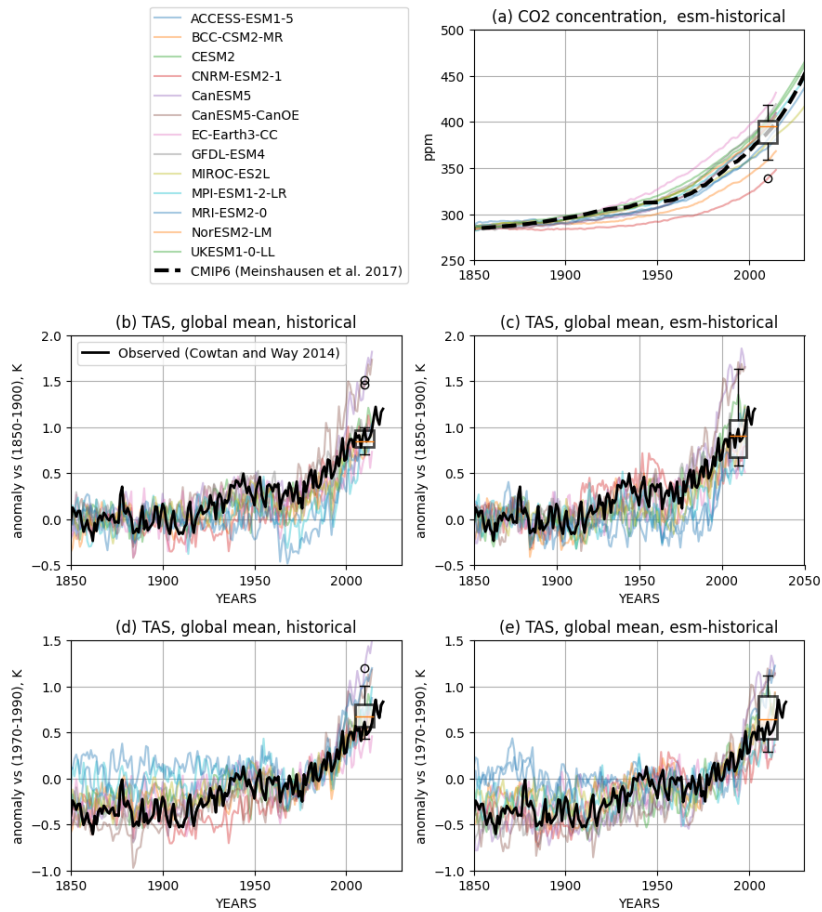 ACCESS-ESM1-5
BCC-CSM2-MR
CESM2
CNRM-ESM2-1
CanESM5
CanESM5-CanOE
EC-Earth3-CC
GFDL-ESM4
MIROC-ES2L
MPI-ESM1-2-LR
MRI-ESM2-0
NorESM2-LM
UKESM1-0-LL
CMIP6 (Meinshausen et al. 2017)
(a) CO2 concentration, esm-historical
500
450
400
350
300
250
ppm
1850 1900 1950 2000
(b) TAS, global mean, historical
Observed (Cowtan and Way 2014)
2.0
1.5
1.0
0.5
0.0
−0.5
anomaly vs (1850-1900), K
1850 1900 1950 2000
YEARS
(c) TAS, global mean, esm-historical
2.0
1.5
1.0
0.5
0.0
−0.5
anomaly vs (1850-1900), K
1850 1900 1950 2000 2050
YEARS
(d) TAS, global mean, historical
1.5
1.0
0.5
0.0
−0.5
−1.0
anomaly vs (1970-1990), K
1850 1900 1950 2000
YEARS
(e) TAS, global mean, esm-historical
1.5
1.0
0.5
0.0
−0.5
−1.0
anomaly vs (1970-1990), K
1850 1900 1950 2000
YEARS